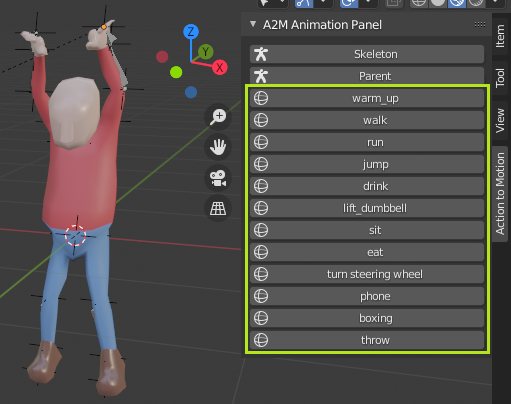 A2M Animation Panel
Skeleton
Parent
warm_up
walk
run
jump
drink
lift_dumbbell
sit
eat
turn steering wheel
phone
boxing
throw
Item
Tool
View
Action to Motion
Z
Y
X